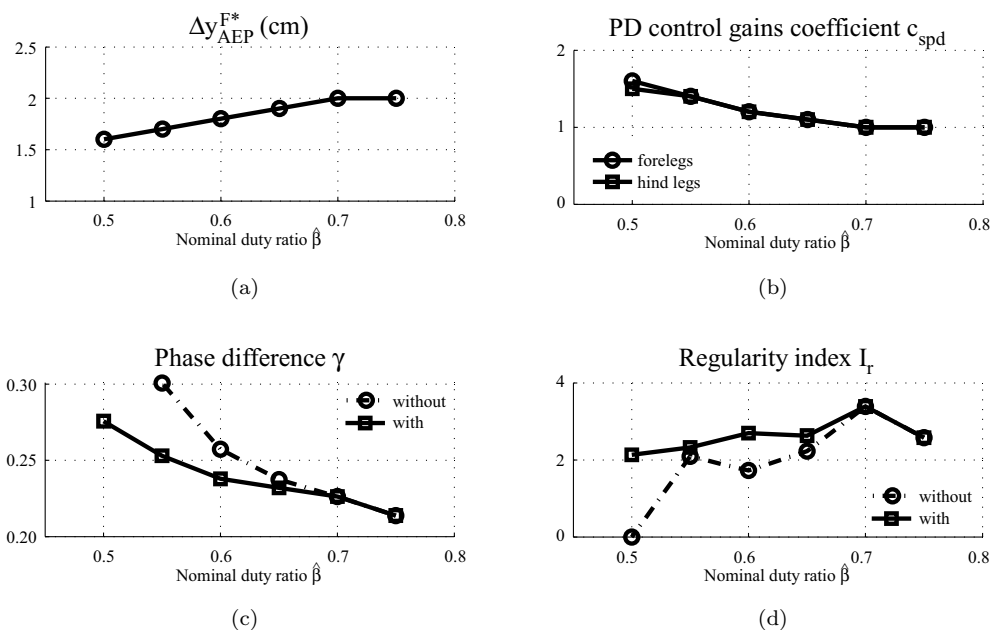 Δy_AEP^F* (cm)
2.5
2
1.5
1
0.5 0.6 0.7 0.8
Nominal duty ratio β̂
(a)
PD control gains coefficient c_spd
2
1
0
forelegs
hind legs
0.5 0.6 0.7 0.8
Nominal duty ratio β̂
(b)
Phase difference γ
0.30
0.25
0.20
without
with
0.5 0.6 0.7 0.8
Nominal duty ratio β̂
(c)
Regularity index I_r
4
2
0
without
with
0.5 0.6 0.7 0.8
Nominal duty ratio β̂
(d)